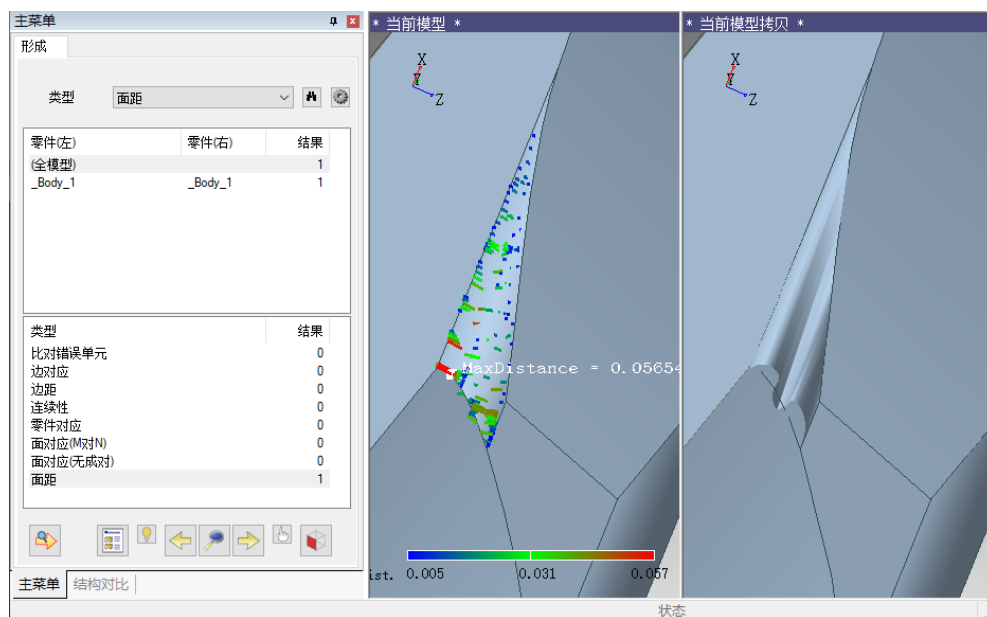 主菜单
形成
类型 面距
零件(左) 零件(右) 结果
(全模型) 1
_Body_1 _Body_1 1
类型 结果
比对错误单元 0
边对应 0
边距 0
连续性 0
零件对应 0
面对应(M对N) 0
面对应(无成对) 0
面距 1
主菜单 结构对比
* 当前模型 *
X
Y
Z
MaxDistance = 0.05654
ist. 0.005 0.031 0.057
* 当前模型拷贝 *
X
Y
Z
状态